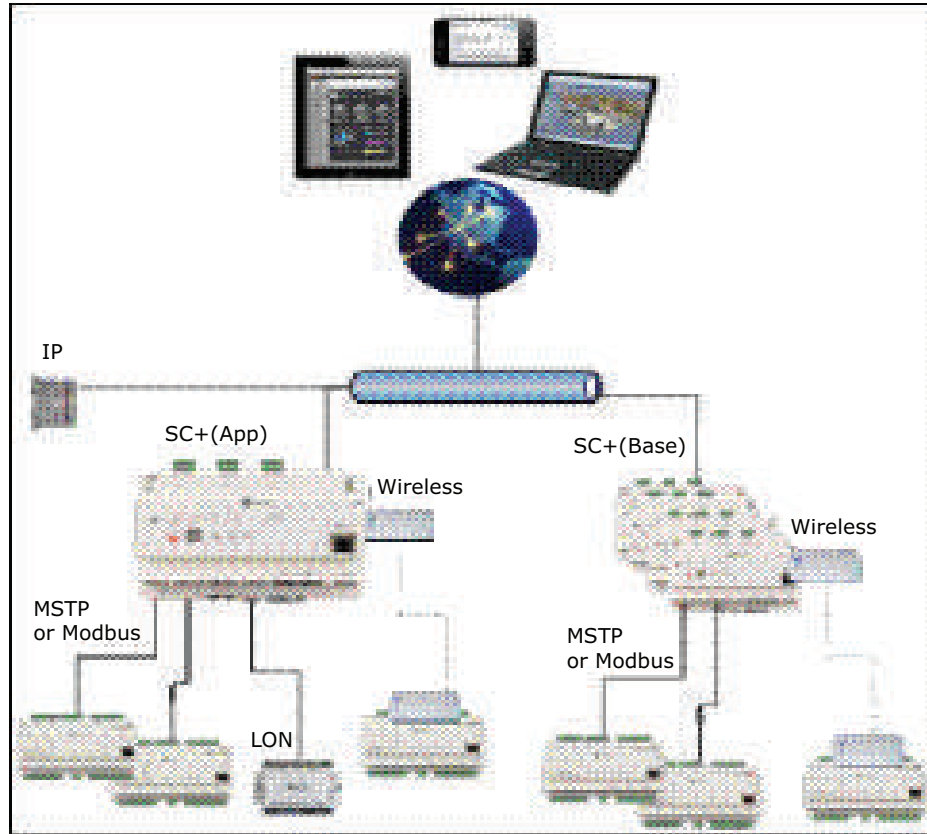 IP
SC+(App)
SC+(Base)
Wireless
Wireless
MSTP
or Modbus
MSTP
or Modbus
LON